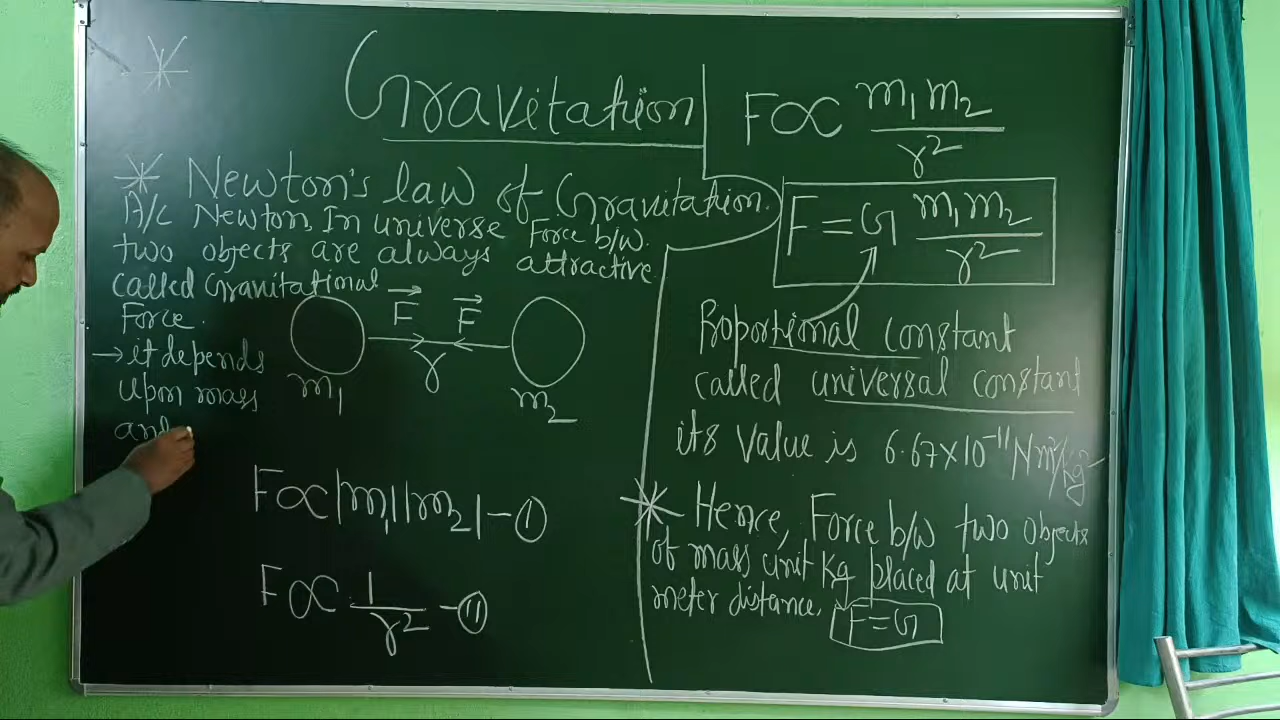 Gravitation
* Newton's law of Gravitation.
A/c Newton, In universe Force b/w.
two objects are always attractive
called Gravitational
Force.
→ it depends
upon mass
and
F⃗ F⃗
r
m₁ m₂
F∝|m₁||m₂| - ①
F∝ 1/r² - ⑪
F∝ m₁m₂/r²
F=G m₁m₂/r²
Proportional constant
called universal constant
its value is 6.67×10⁻¹¹ Nm²/kg²
* Hence, Force b/w two objects
of mass unit Kg placed at unit
meter distance,
F=G